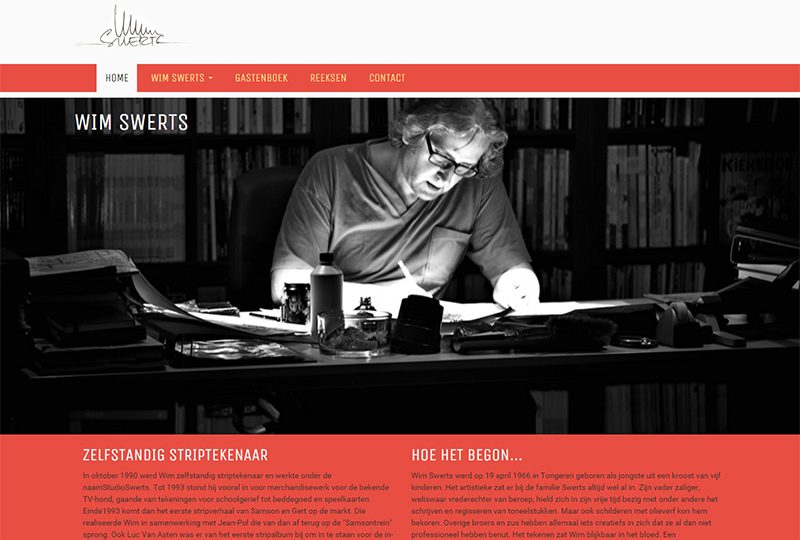 SWERTS
HOME WIM SWERTS GASTENBOEK REEKSEN CONTACT
WIM SWERTS
KIEKEBOE
ZELFSTANDIG STRIPTEKENAAR
In oktober 1990 werd Wim zelfstandig striptekenaar en werkte onder de
naamStudioSwerts. Tot 1993 stond hij vooral in voor merchandisewerk voor de bekende
TV-hond, gaande van tekeningen voor schoolgerief tot beddegoed en speelkaarten.
Einde1993 komt dan het eerste stripverhaal van Samson en Gert op de markt. Die
realiseerde Wim in samenwerking met Jean-Pol die van dan af terug op de "Samsontrein"
sprong. Ook Luc Van Asten was er van het eerste stripalbum bij om in te staan voor de in-
HOE HET BEGON...
Wim Swerts werd op 19 april 1966 in Tongeren geboren als jongste uit een kroost van vijf
kinderen. Het artistieke zat er bij de familie Swerts altijd wel al in. Zijn vader zaliger,
weliswaar vrederechter van beroep, hield zich in zijn vrije tijd bezig met onder andere het
schrijven en regisseren van toneelstukken. Maar ook schilderen met olieverf kon hem
bekoren. Overige broers en zus hebben allemaal iets creatiefs in zich dat ze al dan niet
professioneel hebben benut. Het tekenen zat Wim blijkbaar in het bloed. Een